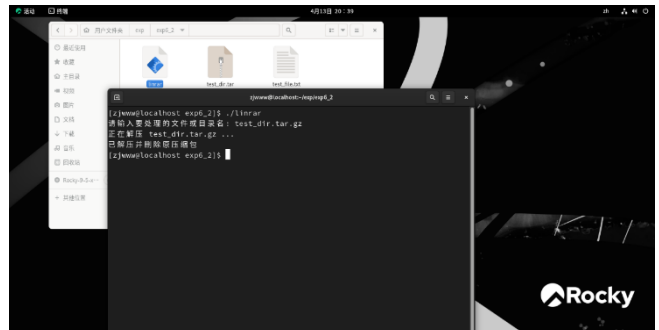 活动 终端 4月13日 20:39 zh
用户文件夹 exp exp6_2
最近使用
收藏
主目录
视频
图片
文档
下载
音乐
回收站
其他位置
linrar test_dir.tar test_file.txt
zjwww@localhost:~/exp/exp6_2
[zjwww@localhost exp6_2]$ ./linrar
请输入要处理的文件或目录名: test_dir.tar.gz
正在解压 test_dir.tar.gz ...
已解压并删除原压缩包
[zjwww@localhost exp6_2]$
Rocky